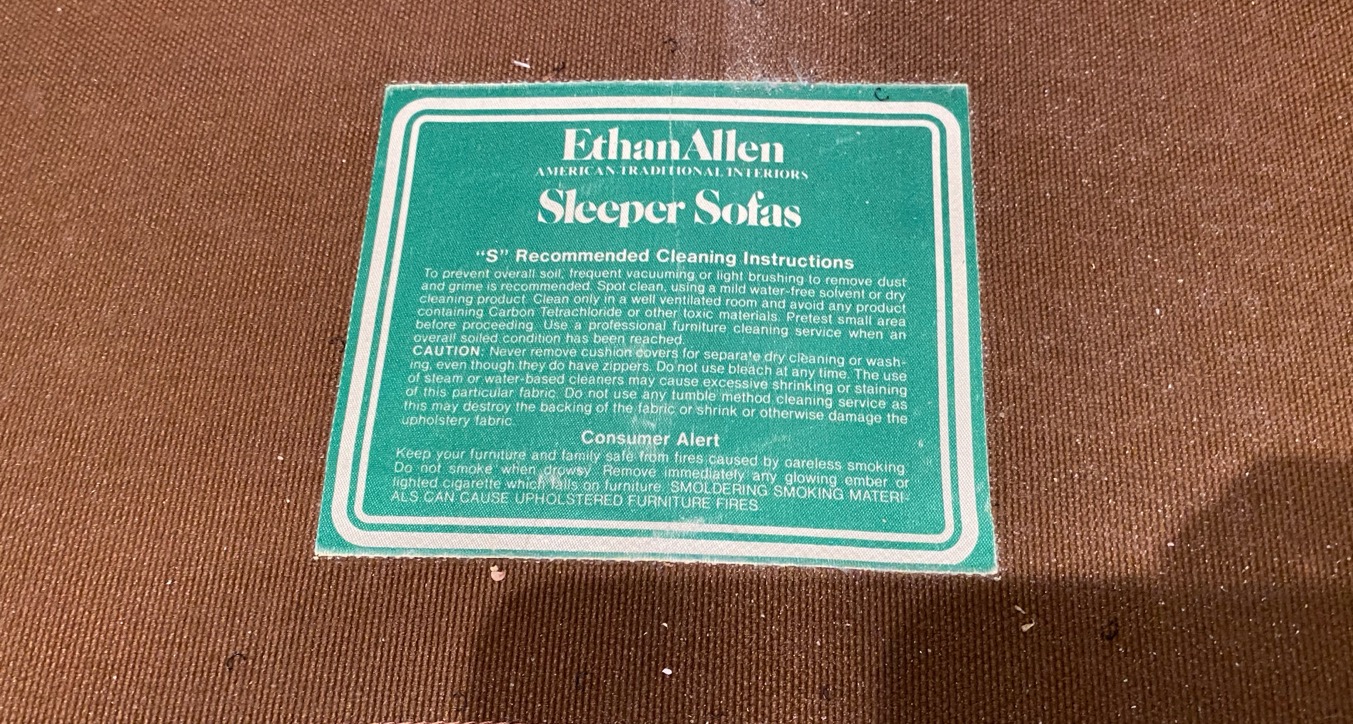 EthanAllen
AMERICAN TRADITIONAL INTERIORS
Sleeper Sofas
“S” Recommended Cleaning Instructions
To prevent overall soil, frequent vacuuming or light brushing to remove dust
and grime is recommended. Spot clean, using a mild water-free solvent or dry
cleaning product. Clean only in a well ventilated room and avoid any product
containing Carbon Tetrachloride or other toxic materials. Pretest small area
before proceeding. Use a professional furniture cleaning service when an
overall soiled condition has been reached.
CAUTION: Never remove cushion covers for separate dry cleaning or wash-
ing, even though they do have zippers. Do not use bleach at any time. The use
of steam or water-based cleaners may cause excessive shrinking or staining
of this particular fabric. Do not use any tumble method cleaning service as
this may destroy the backing of the fabric or shrink or otherwise damage the
upholstery fabric.
Consumer Alert
Keep your furniture and family safe from fires caused by careless smoking.
Do not smoke when drowsy. Remove immediately any glowing ember or
lighted cigarette which falls on furniture. SMOLDERING SMOKING MATERI-
ALS CAN CAUSE UPHOLSTERED FURNITURE FIRES.